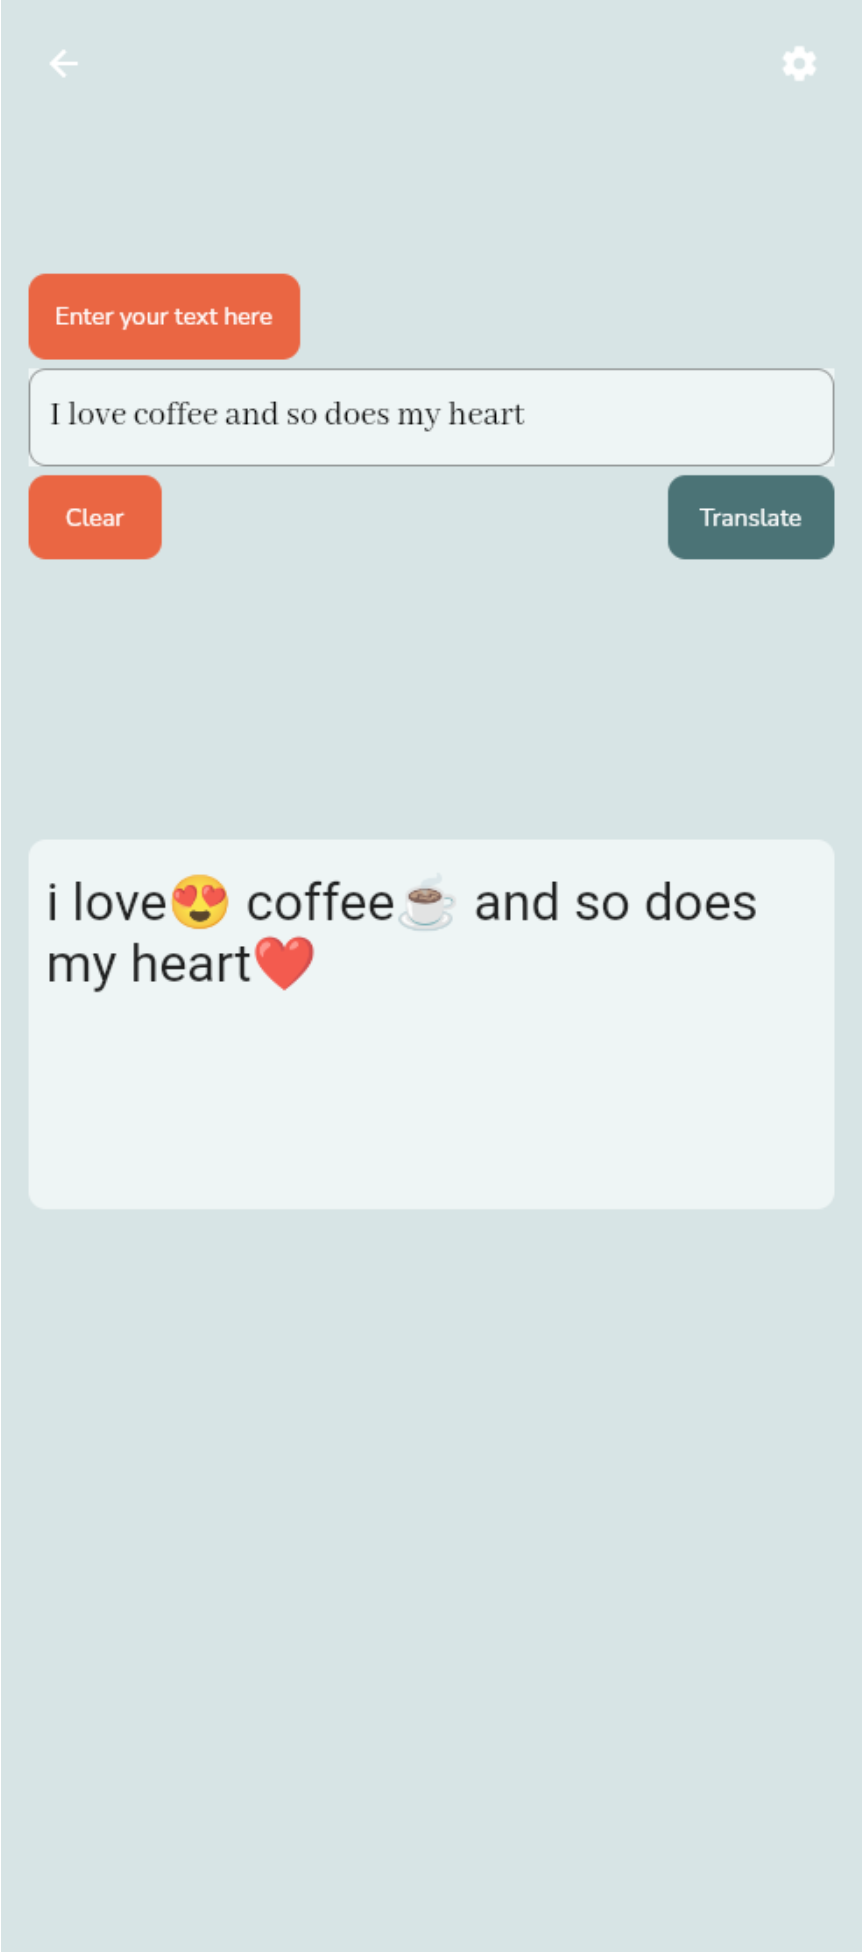 Enter your text here
I love coffee and so does my heart
Clear
Translate
i love😍 coffee☕ and so does
my heart❤️